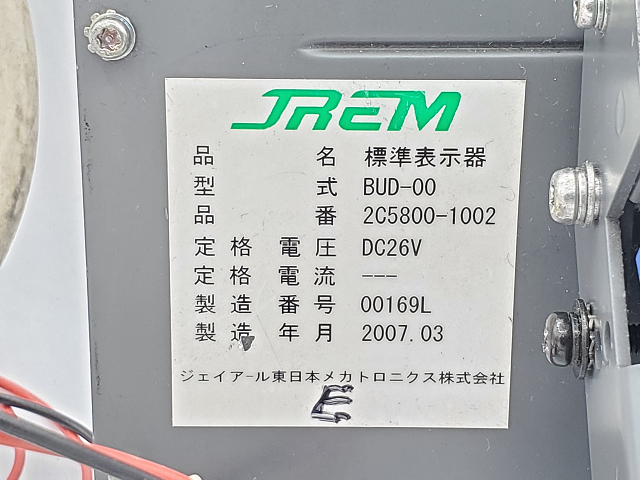 JREM
品名 標準表示器
型式 BUD-00
品番 2C5800-1002
定格電圧 DC26V
定格電流 ---
製造番号 00169L
製造年月 2007.03
ジェイアール東日本メカトロニクス株式会社
E